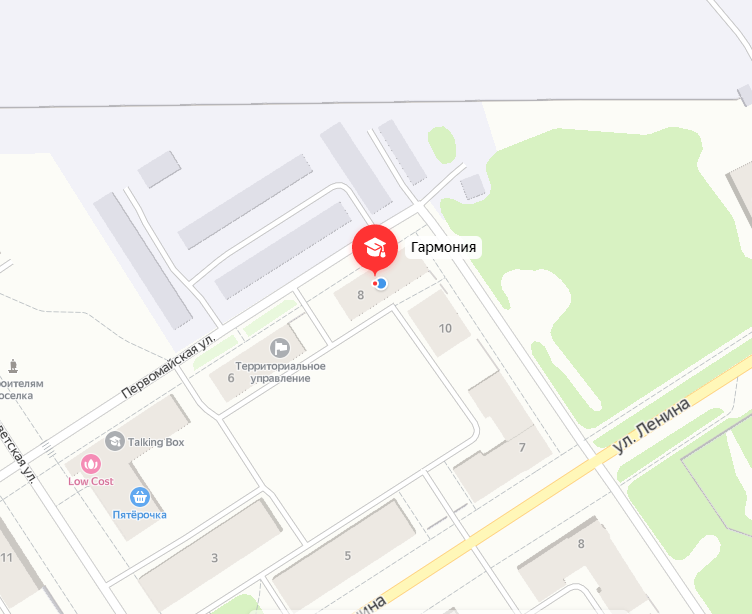 Гармония
8
10
Территориальное
управление
6
Первомайская ул.
Talking Box
Low Cost
Пятёрочка
ул. Ленина
7
3
5
8
11